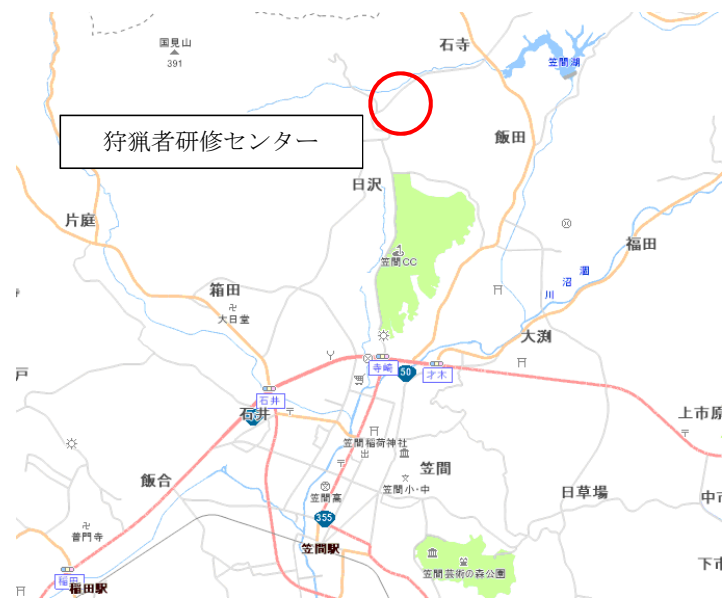 国見山
391
石寺
笠間湖
狩猟者研修センター
飯田
日沢
片庭
福田
笠間CC
涸
沼
川
箱田
大日堂
大渕
寺崎
50
才木
石井
石井
50
戸
上市原
笠間稲荷神社
笠間
飯合
笠間小・中
日草場
笠間高
中市
355
普門寺
笠間駅
笠間芸術の森公園
下市
稲田
稲田駅